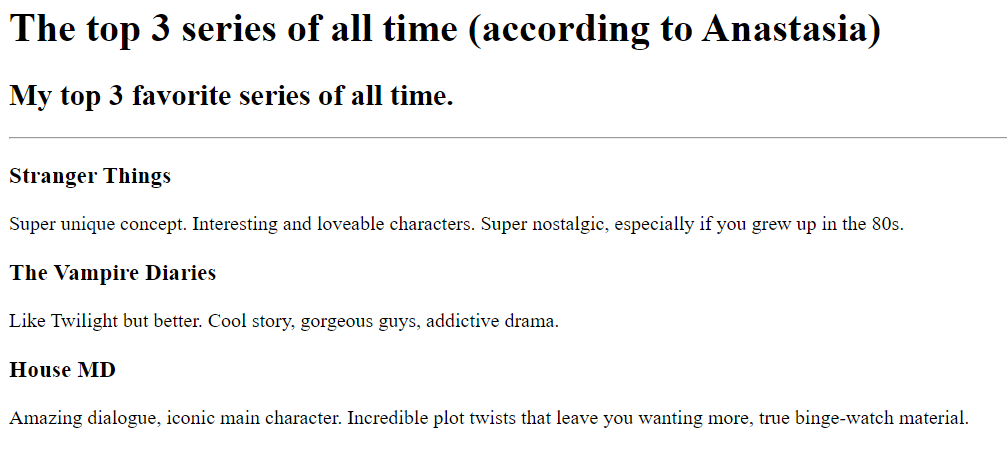 The top 3 series of all time (according to Anastasia)
My top 3 favorite series of all time.
Stranger Things
Super unique concept. Interesting and loveable characters. Super nostalgic, especially if you grew up in the 80s.
The Vampire Diaries
Like Twilight but better. Cool story, gorgeous guys, addictive drama.
House MD
Amazing dialogue, iconic main character. Incredible plot twists that leave you wanting more, true binge-watch material.